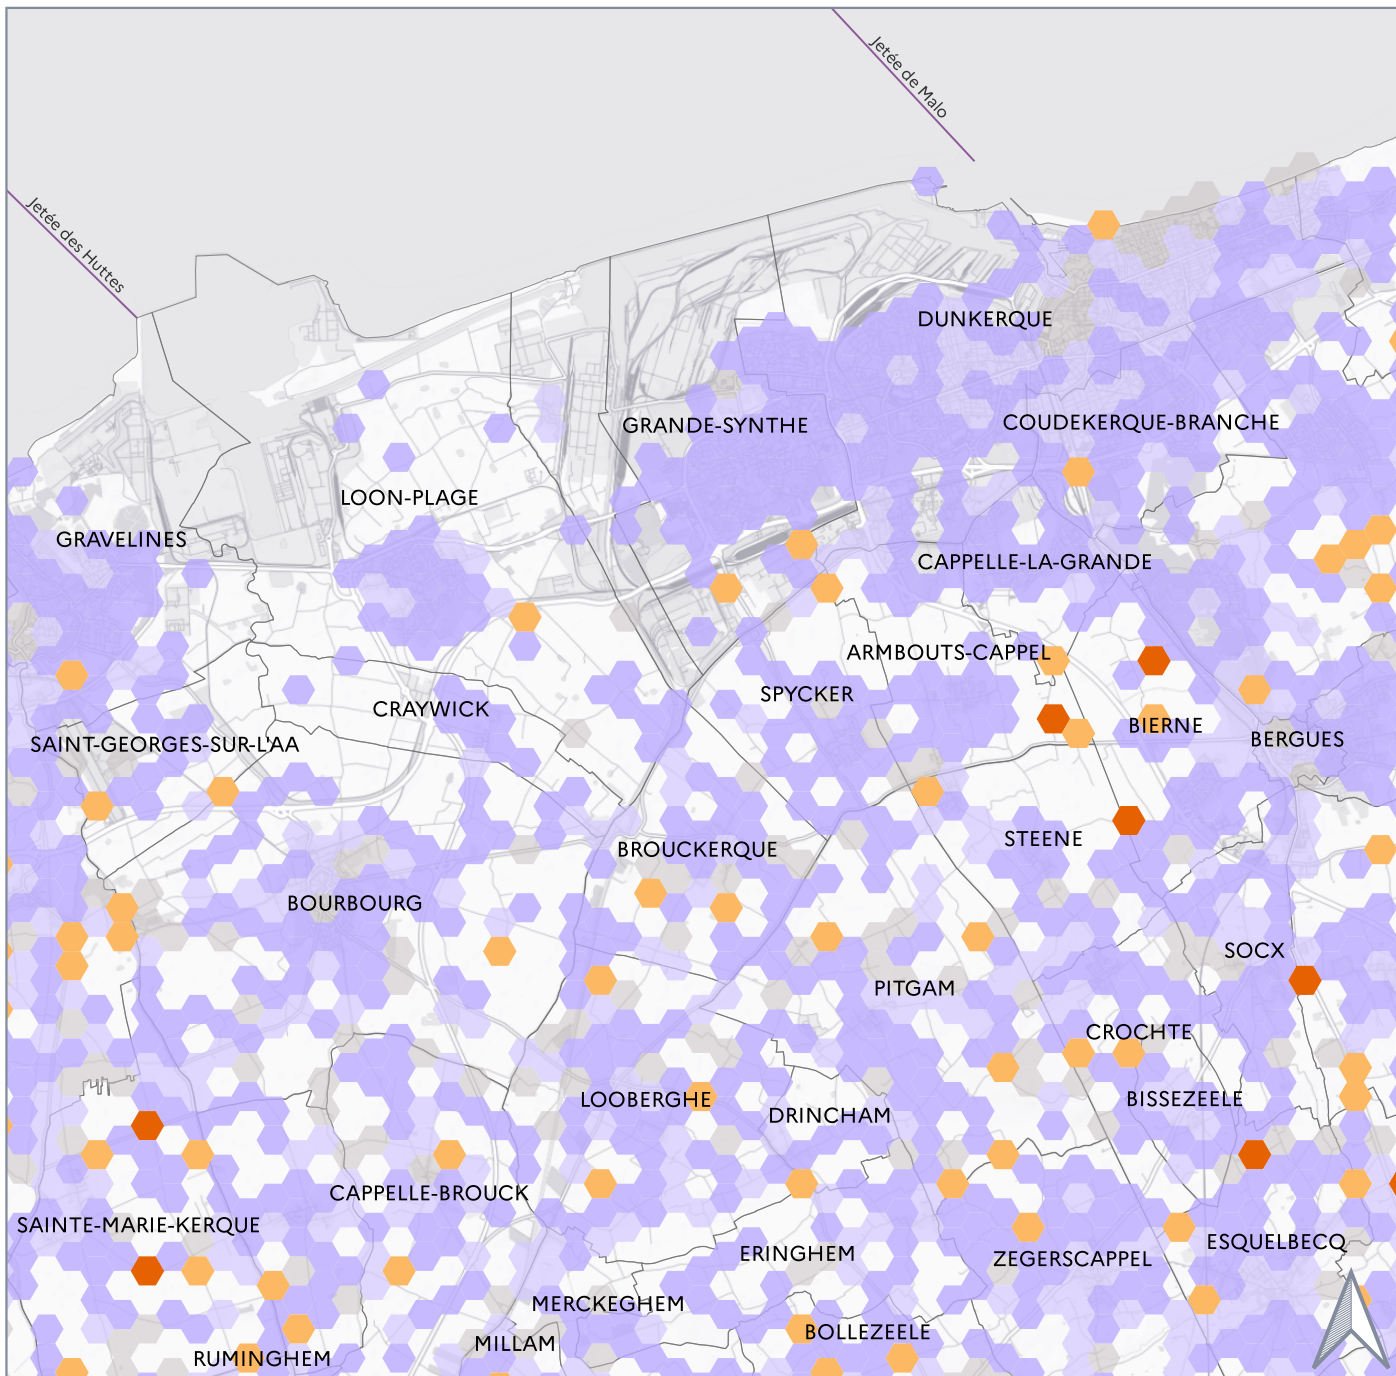 Jetée de Malo
Jetée des Huttes
DUNKERQUE
COUDEKERQUE-BRANCHE
GRANDE-SYNTHE
LOON-PLAGE
GRAVELINES
CAPPELLE-LA-GRANDE
ARMBOUTS-CAPPEL
SPYCKER
CRAYWICK
BIERNE
BERGUES
SAINT-GEORGES-SUR-L'AA
STEENE
BROUCKERQUE
BOURBOURG
SOCX
PITGAM
CROCHTE
LOOBERGHE
BISSEZEELE
DRINCHAM
CAPPELLE-BROUCK
SAINTE-MARIE-KERQUE
ESQUELBECQ
ERINGHEM
ZEGERSCAPPEL
MERCKEGHEM
BOLLEZEELE
MILLAM
RUMINGHEM